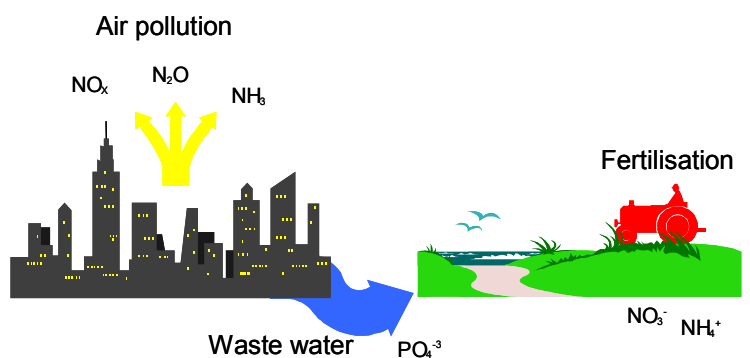 Air pollution
N₂O
NOₓ
NH₃
Fertilisation
NO₃⁻
NH₄⁺
Waste water
PO₄⁻³